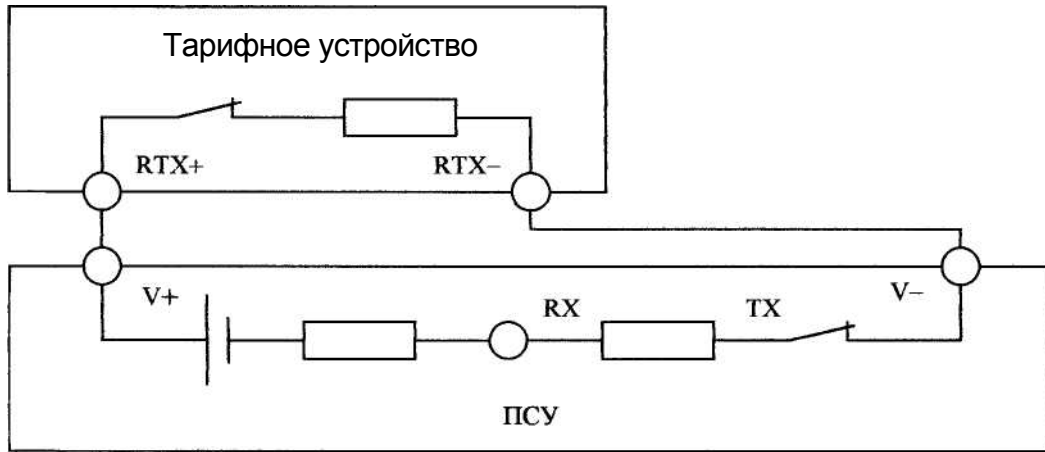 Тарифное устройство
RTX+
RTX–
V+
RX
TX
V–
ПСУ